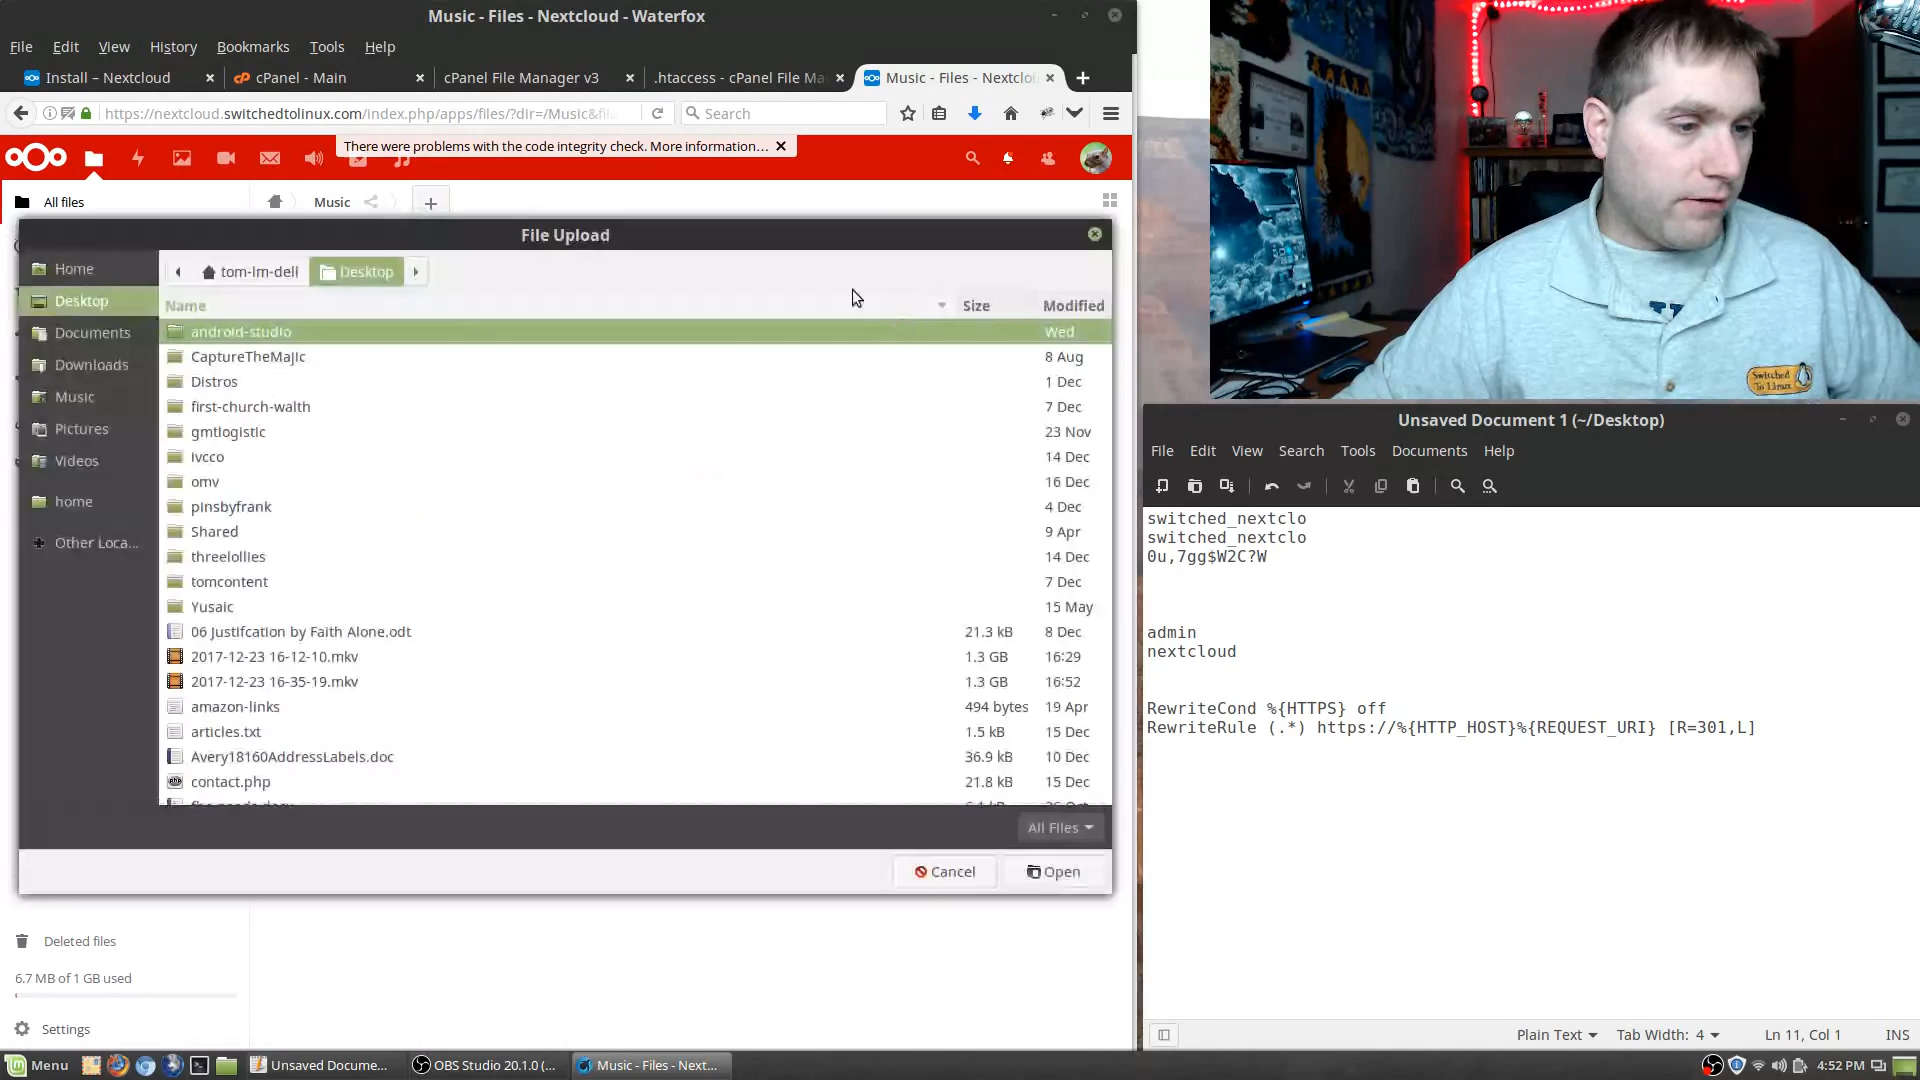 Music - Files - Nextcloud - Waterfox
File Edit View History Bookmarks Tools Help
Install – Nextcloud
cPanel - Main
cPanel File Manager v3
.htaccess - cPanel File Ma
Music - Files - Nextclou
https://nextcloud.switchedtolinux.com/index.php/apps/files/?dir=/Music&fil
Search
There were problems with the code integrity check. More information…
All files
Music
+
File Upload
Home
Desktop
Documents
Downloads
Music
Pictures
Videos
home
Other Loca...
tom-lm-dell
Desktop
Name Size Modified
android-studio Wed
CaptureTheMajic 8 Aug
Distros 1 Dec
first-church-walth 7 Dec
gmtlogistic 23 Nov
ivcco 14 Dec
omv 16 Dec
pinsbyfrank 4 Dec
Shared 9 Apr
threelollies 14 Dec
tomcontent 7 Dec
Yusaic 15 May
06 Justifcation by Faith Alone.odt 21.3 kB 8 Dec
2017-12-23 16-12-10.mkv 1.3 GB 16:29
2017-12-23 16-35-19.mkv 1.3 GB 16:52
amazon-links 494 bytes 19 Apr
articles.txt 1.5 kB 15 Dec
Avery18160AddressLabels.doc 36.9 kB 10 Dec
contact.php 21.8 kB 15 Dec
All Files
Cancel
Open
Deleted files
6.7 MB of 1 GB used
Settings
Switched To Linux
Unsaved Document 1 (~/Desktop)
File Edit View Search Tools Documents Help
switched_nextclo
switched_nextclo
0u,7gg$W2C?W
admin
nextcloud
RewriteCond %{HTTPS} off
RewriteRule (.*) https://%{HTTP_HOST}%{REQUEST_URI} [R=301,L]
Plain Text Tab Width: 4 Ln 11, Col 1 INS
Menu
Unsaved Docume...
OBS Studio 20.1.0 (...
Music - Files - Next...
4:52 PM